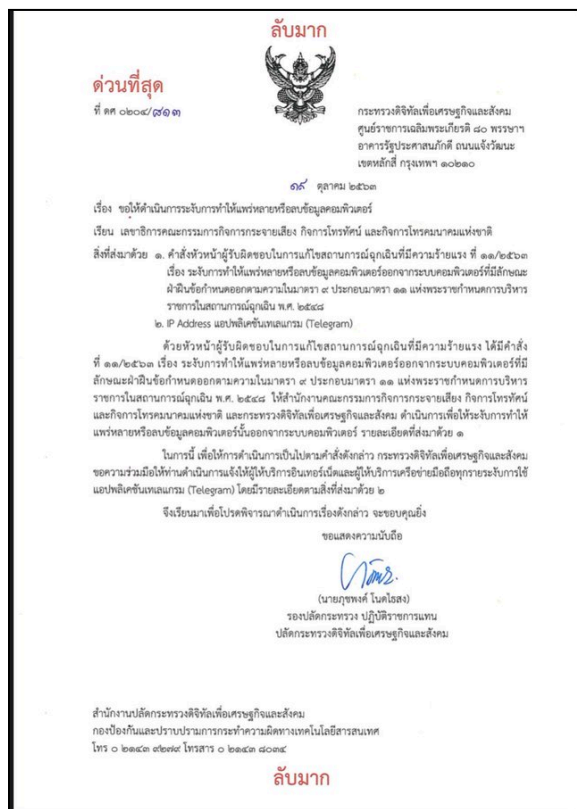 ลับมาก
ด่วนที่สุด
ที่ ดศ ๐๒๐๔/๘๑๓
กระทรวงดิจิทัลเพื่อเศรษฐกิจและสังคม
ศูนย์ราชการเฉลิมพระเกียรติ ๘๐ พรรษาฯ
อาคารรัฐประศาสนภักดี ถนนแจ้งวัฒนะ
เขตหลักสี่ กรุงเทพฯ ๑๐๒๑๐
๑๙ ตุลาคม ๒๕๖๓
เรื่อง ขอให้ดำเนินการระงับการทำให้แพร่หลายหรือลบข้อมูลคอมพิวเตอร์
เรียน เลขาธิการคณะกรรมการกิจการกระจายเสียง กิจการโทรทัศน์ และกิจการโทรคมนาคมแห่งชาติ
สิ่งที่ส่งมาด้วย ๑. คำสั่งหัวหน้าผู้รับผิดชอบในการแก้ไขสถานการณ์ฉุกเฉินที่มีความร้ายแรง ที่ ๑๑/๒๕๖๓
เรื่อง ระงับการทำให้แพร่หลายหรือลบข้อมูลคอมพิวเตอร์ออกจากระบบคอมพิวเตอร์ที่มีลักษณะ
ฝ่าฝืนข้อกำหนดออกตามความในมาตรา ๙ ประกอบมาตรา ๑๑ แห่งพระราชกำหนดการบริหาร
ราชการในสถานการณ์ฉุกเฉิน พ.ศ. ๒๕๔๘
๒. IP Address แอปพลิเคชันเทเลแกรม (Telegram)
ด้วยหัวหน้าผู้รับผิดชอบในการแก้ไขสถานการณ์ฉุกเฉินที่มีความร้ายแรง ได้มีคำสั่ง
ที่ ๑๑/๒๕๖๓ เรื่อง ระงับการทำให้แพร่หลายหรือลบข้อมูลคอมพิวเตอร์ออกจากระบบคอมพิวเตอร์ที่มี
ลักษณะฝ่าฝืนข้อกำหนดออกตามความในมาตรา ๙ ประกอบมาตรา ๑๑ แห่งพระราชกำหนดการบริหาร
ราชการในสถานการณ์ฉุกเฉิน พ.ศ. ๒๕๔๘ ให้สำนักงานคณะกรรมการกิจการกระจายเสียง กิจการโทรทัศน์
และกิจการโทรคมนาคมแห่งชาติ และกระทรวงดิจิทัลเพื่อเศรษฐกิจและสังคม ดำเนินการเพื่อให้ระงับการทำให้
แพร่หลายหรือลบข้อมูลคอมพิวเตอร์นั้นออกจากระบบคอมพิวเตอร์ รายละเอียดที่ส่งมาด้วย ๑
ในการนี้ เพื่อให้การดำเนินการเป็นไปตามคำสั่งดังกล่าว กระทรวงดิจิทัลเพื่อเศรษฐกิจและสังคม
ขอความร่วมมือให้ท่านดำเนินการแจ้งให้ผู้ให้บริการอินเทอร์เน็ตและผู้ให้บริการเครือข่ายมือถือทุกรายระงับการใช้
แอปพลิเคชันเทเลแกรม (Telegram) โดยมีรายละเอียดตามสิ่งที่ส่งมาด้วย ๒
จึงเรียนมาเพื่อโปรดพิจารณาดำเนินการเรื่องดังกล่าว จะขอบคุณยิ่ง
ขอแสดงความนับถือ
(นายภุชพงค์ โนดไธสง)
รองปลัดกระทรวง ปฏิบัติราชการแทน
ปลัดกระทรวงดิจิทัลเพื่อเศรษฐกิจและสังคม
สำนักงานปลัดกระทรวงดิจิทัลเพื่อเศรษฐกิจและสังคม
กองป้องกันและปราบปรามการกระทำความผิดทางเทคโนโลยีสารสนเทศ
โทร ๐ ๒๑๔๓ ๙๒๗๙ โทรสาร ๐ ๒๑๔๓ ๘๐๓๔
ลับมาก